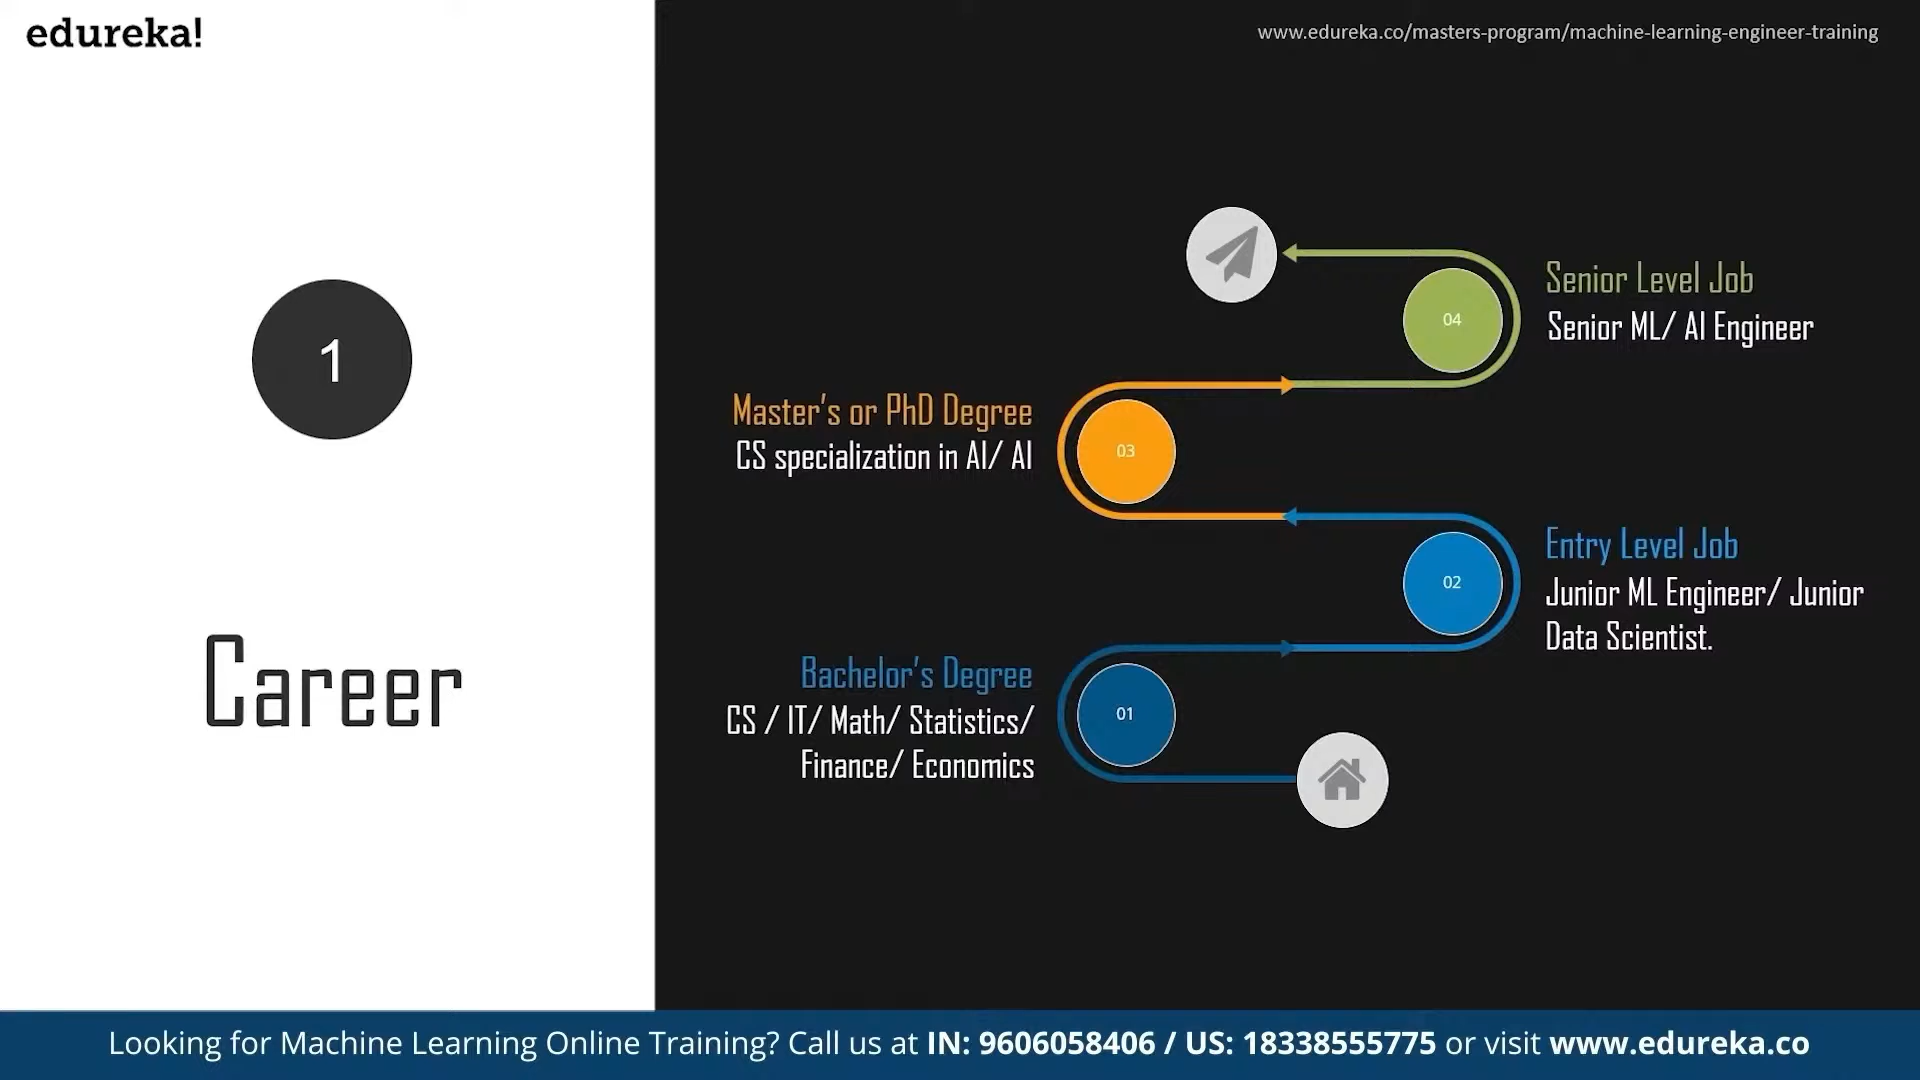 edureka!
www.edureka.co/masters-program/machine-learning-engineer-training
1
Career
04
Senior Level Job
Senior ML/ AI Engineer
Master's or PhD Degree
CS specialization in AI/ AI
03
02
Entry Level Job
Junior ML Engineer/ Junior
Data Scientist.
Bachelor's Degree
CS / IT/ Math/ Statistics/
Finance/ Economics
01
Looking for Machine Learning Online Training? Call us at IN: 9606058406 / US: 18338555775 or visit www.edureka.co